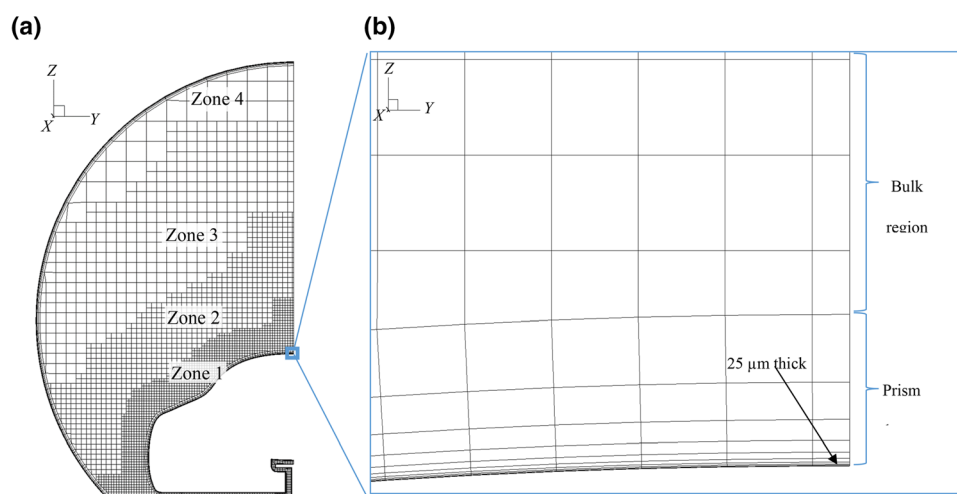 (a)
(b)
Z
X
Y
Zone 4
Zone 3
Zone 2
Zone 1
Z
X
Y
Bulk
region
25 µm thick
Prism